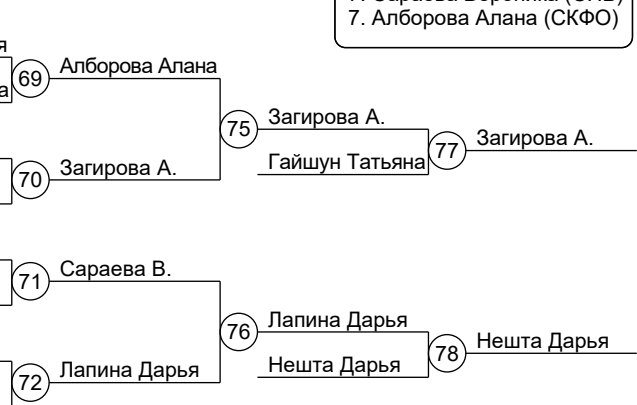 7. Алборова Алана (СКФО)
69 Алборова Алана
75 Загирова А.
Гайшун Татьяна
77 Загирова А.
70 Загирова А.
71 Сараева В.
76 Лапина Дарья
Нешта Дарья
78 Нешта Дарья
72 Лапина Дарья